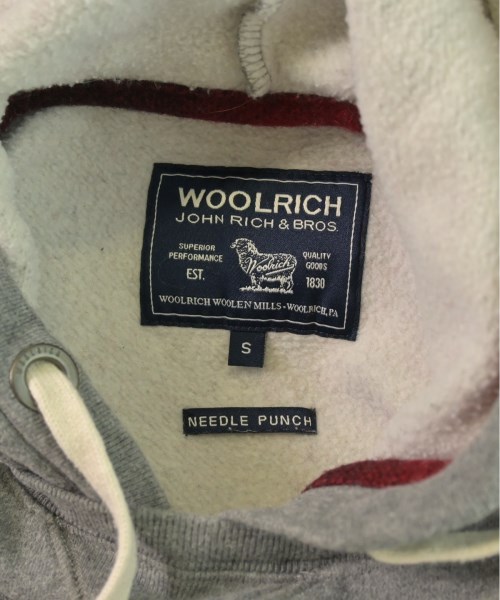 WOOLRICH
JOHN RICH & BROS.
SUPERIOR
PERFORMANCE
EST.
Woolrich
QUALITY
GOODS
1830
WOOLRICH WOOLEN MILLS - WOOLRICH, PA
S
NEEDLE PUNCH